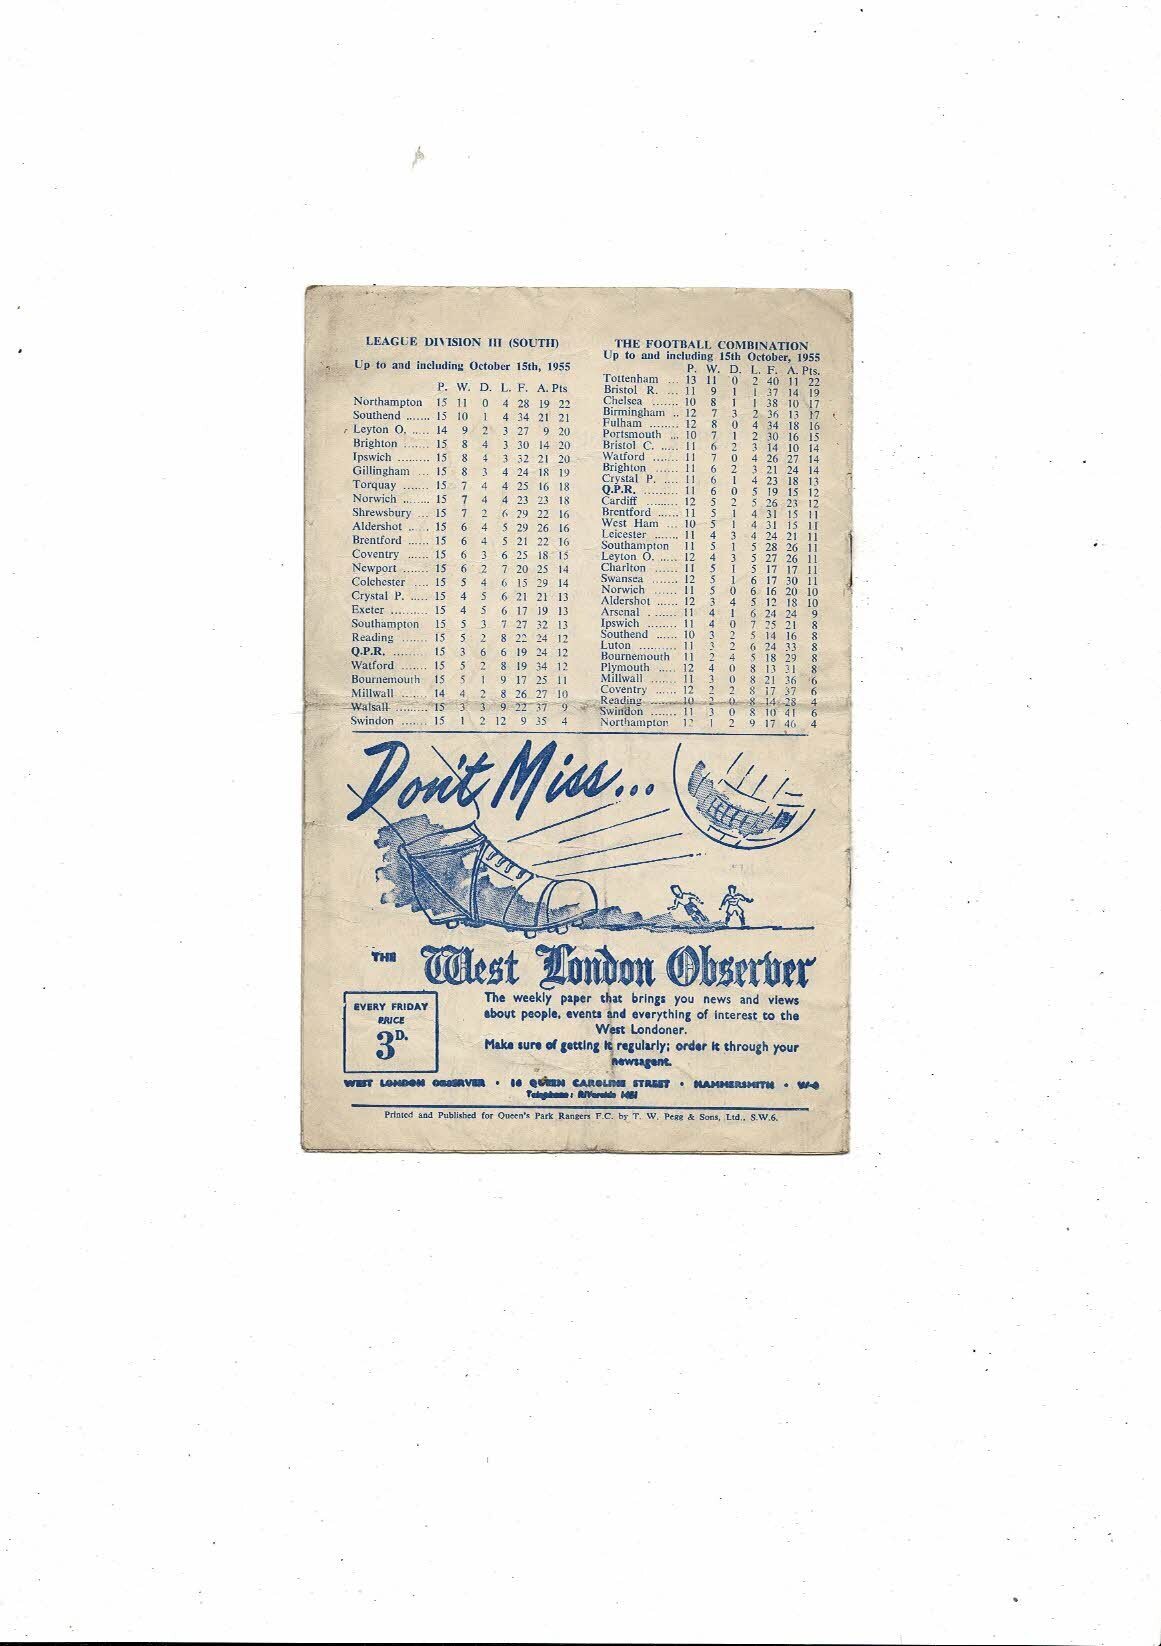 LEAGUE DIVISION III (SOUTH)
Up to and including October 15th, 1955
P. W. D. L. F. A. Pts
Northampton 15 11 0 4 28 19 22
Southend ....... 15 10 1 4 34 21 21
Leyton O. ..... 14 9 2 3 27 9 20
Brighton ....... 15 8 4 3 30 14 20
Ipswich ......... 15 8 4 3 32 21 20
Gillingham ... 15 8 3 4 24 18 19
Torquay ....... 15 7 4 4 25 16 18
Norwich ........ 15 7 4 4 23 23 18
Shrewsbury ... 15 7 2 6 29 22 16
Aldershot ..... 15 6 4 5 29 26 16
Brentford ...... 15 6 4 5 21 22 16
Coventry ...... 15 6 3 6 25 18 15
Newport ....... 15 6 2 7 20 25 14
Colchester .... 15 5 4 6 15 29 14
Crystal P. ..... 15 4 5 6 21 21 13
Exeter .......... 15 4 5 6 17 19 13
Southampton 15 5 3 7 27 32 13
Reading ....... 15 5 2 8 22 24 12
Q.P.R. ......... 15 3 6 6 19 24 12
Watford ....... 15 5 2 8 19 34 12
Bournemouth 15 5 1 9 17 25 11
Millwall ....... 14 4 2 8 26 27 10
Walsall ......... 15 3 3 9 22 37 9
Swindon ....... 15 1 2 12 9 35 4
THE FOOTBALL COMBINATION
Up to and including 15th October, 1955
P. W. D. L. F. A. Pts.
Tottenham ... 13 11 0 2 40 11 22
Bristol R. ... 11 9 1 1 37 14 19
Chelsea ....... 10 8 1 1 38 10 17
Birmingham .. 12 7 3 2 36 13 17
Fulham ........ 12 8 0 4 34 18 16
Portsmouth ... 10 7 1 2 30 16 15
Bristol C. ..... 11 6 2 3 14 10 14
Watford ....... 11 7 0 4 26 27 14
Brighton ...... 11 6 2 3 21 24 14
Crystal P. .... 11 6 1 4 23 18 13
Q.P.R. ......... 11 6 0 5 19 15 12
Cardiff ......... 12 5 2 5 26 23 12
Brentford ...... 11 5 1 4 31 15 11
West Ham ... 10 5 1 4 31 15 11
Leicester ...... 11 4 3 4 24 21 11
Southampton 11 5 1 5 28 26 11
Leyton O. ..... 12 4 3 5 27 26 11
Charlton ...... 11 5 1 5 17 17 11
Swansea ....... 12 5 1 6 17 30 11
Norwich ...... 11 5 0 6 16 20 10
Aldershot ..... 12 3 4 5 12 18 10
Arsenal ....... 11 4 1 6 24 24 9
Ipswich ........ 11 4 0 7 25 21 8
Southend ...... 10 3 2 5 14 16 8
Luton .......... 11 3 2 6 24 33 8
Bournemouth 11 2 4 5 18 29 8
Plymouth ..... 12 4 0 8 13 31 8
Millwall ....... 11 3 0 8 21 36 6
Coventry ...... 12 2 2 8 17 37 6
Reading ....... 10 2 0 8 14 28 4
Swindon ....... 11 3 0 8 10 41 6
Northampton 12 1 2 9 17 46 4
Don't Miss...
THE West London Observer
EVERY FRIDAY
PRICE
3D.
The weekly paper that brings you news and views
about people, events and everything of interest to the
West Londoner.
Make sure of getting it regularly; order it through your
newsagent.
WEST LONDON OBSERVER • 16 QUEEN CAROLINE STREET • HAMMERSMITH • W-6
Telephone: RIVerside 1451
Printed and Published for Queen's Park Rangers F.C. by T. W. Pegg & Sons, Ltd., S.W.6.